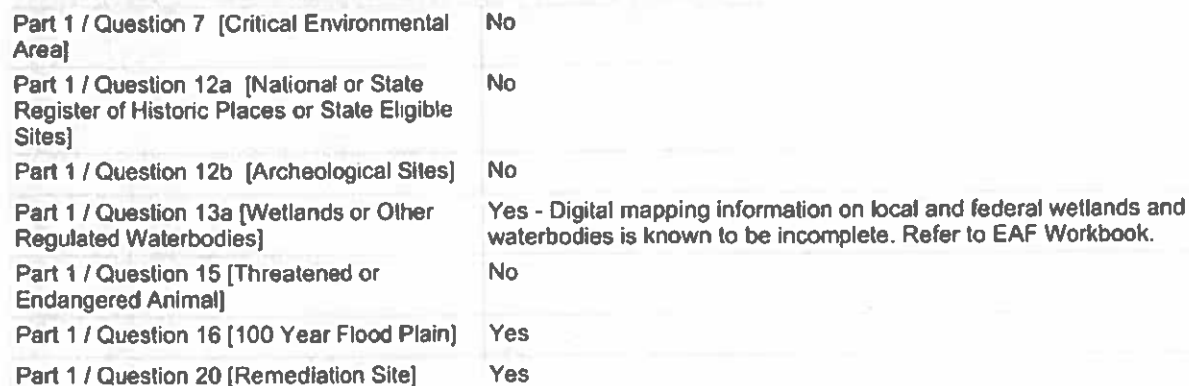 Part 1 / Question 7 [Critical Environmental Area] No
Part 1 / Question 12a [National or State Register of Historic Places or State Eligible Sites] No
Part 1 / Question 12b [Archeological Sites] No
Part 1 / Question 13a [Wetlands or Other Regulated Waterbodies] Yes - Digital mapping information on local and federal wetlands and waterbodies is known to be incomplete. Refer to EAF Workbook.
Part 1 / Question 15 [Threatened or Endangered Animal] No
Part 1 / Question 16 [100 Year Flood Plain] Yes
Part 1 / Question 20 [Remediation Site] Yes